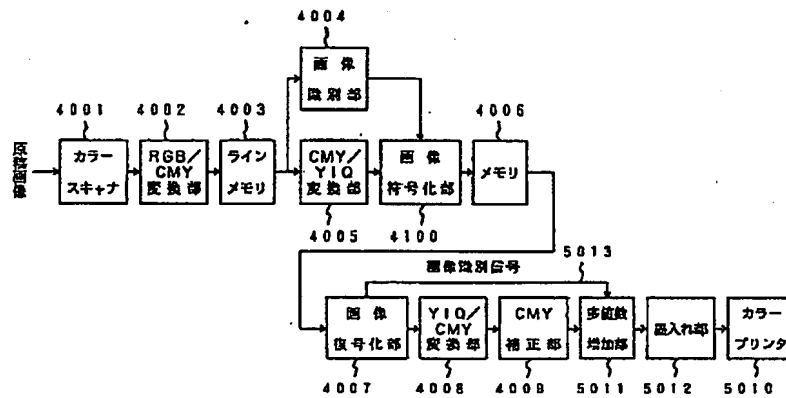 4004
画像
識別部
4001
4002
4003
4006
原稿画像
カラー
スキャナ
RGB/
CMY
変換部
ライン
メモリ
CMY/
YIQ
変換部
画像
符号化部
メモリ
4005
4100
5013
画像識別信号
画像
復号化部
YIQ/
CMY
変換部
CMY
補正部
多値数
増加部
墨入れ部
カラー
プリンタ
4007
4008
4009
5011
5012
5010